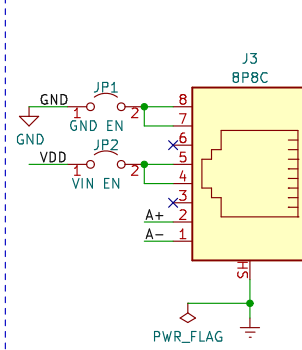 J3
8P8C
JP1
GND
8
1
2
GND EN
7
GND
6
JP2
VDD
5
1
2
VIN EN
4
3
A+
2
A-
1
SH
PWR_FLAG